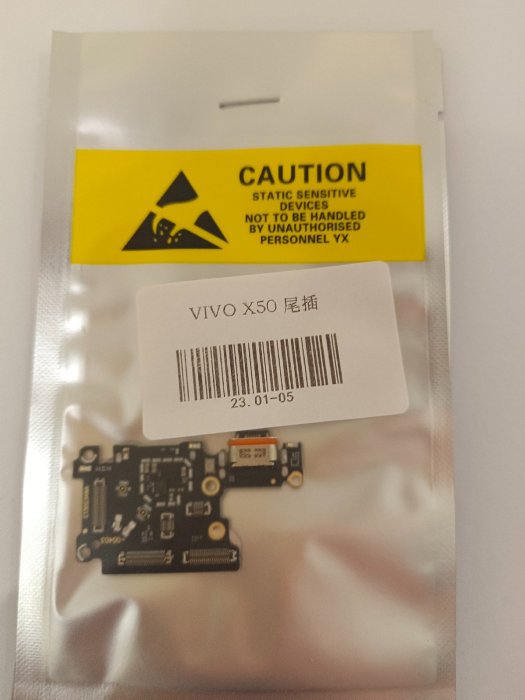 CAUTION
STATIC SENSITIVE
DEVICES
NOT TO BE HANDLED
BY UNAUTHORISED
PERSONNEL YX
VIVO X50 尾插
23.01-05